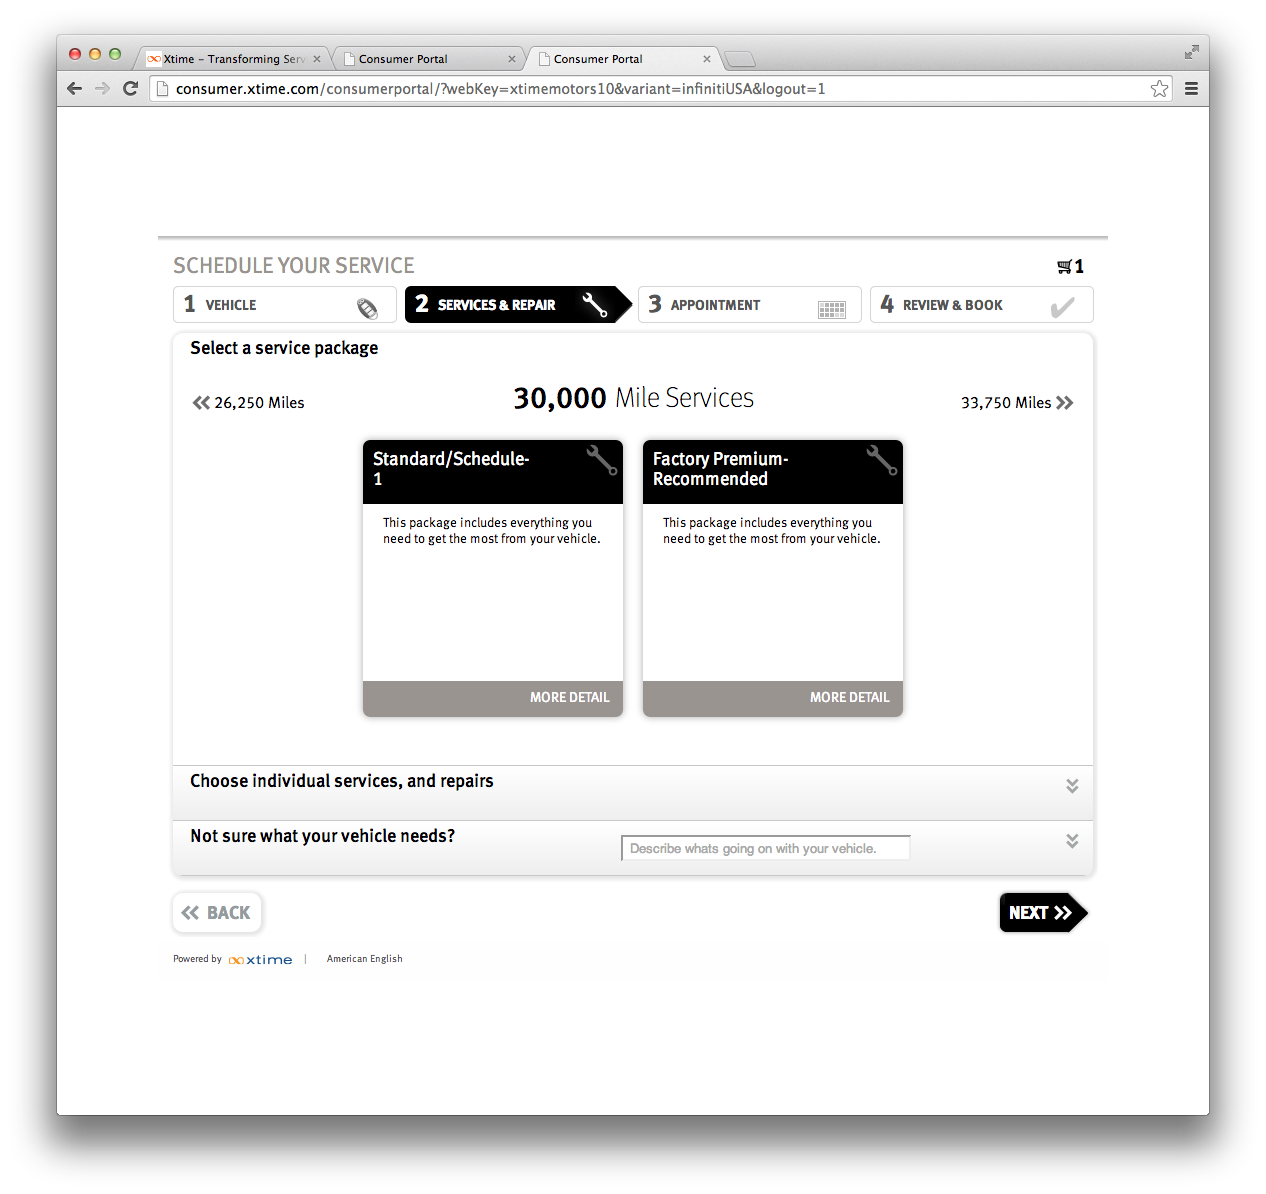 Xtime – Transforming Serv
Consumer Portal
Consumer Portal
consumer.xtime.com/consumerportal/?webKey=xtimemotors10&variant=infinitiUSA&logout=1
SCHEDULE YOUR SERVICE
1
1 VEHICLE
2 SERVICES & REPAIR
3 APPOINTMENT
4 REVIEW & BOOK
Select a service package
26,250 Miles
30,000 Mile Services
33,750 Miles
Standard/Schedule-
1
This package includes everything you
need to get the most from your vehicle.
MORE DETAIL
Factory Premium-
Recommended
This package includes everything you
need to get the most from your vehicle.
MORE DETAIL
Choose individual services, and repairs
Not sure what your vehicle needs?
Describe whats going on with your vehicle.
BACK
NEXT
Powered by xtime | American English